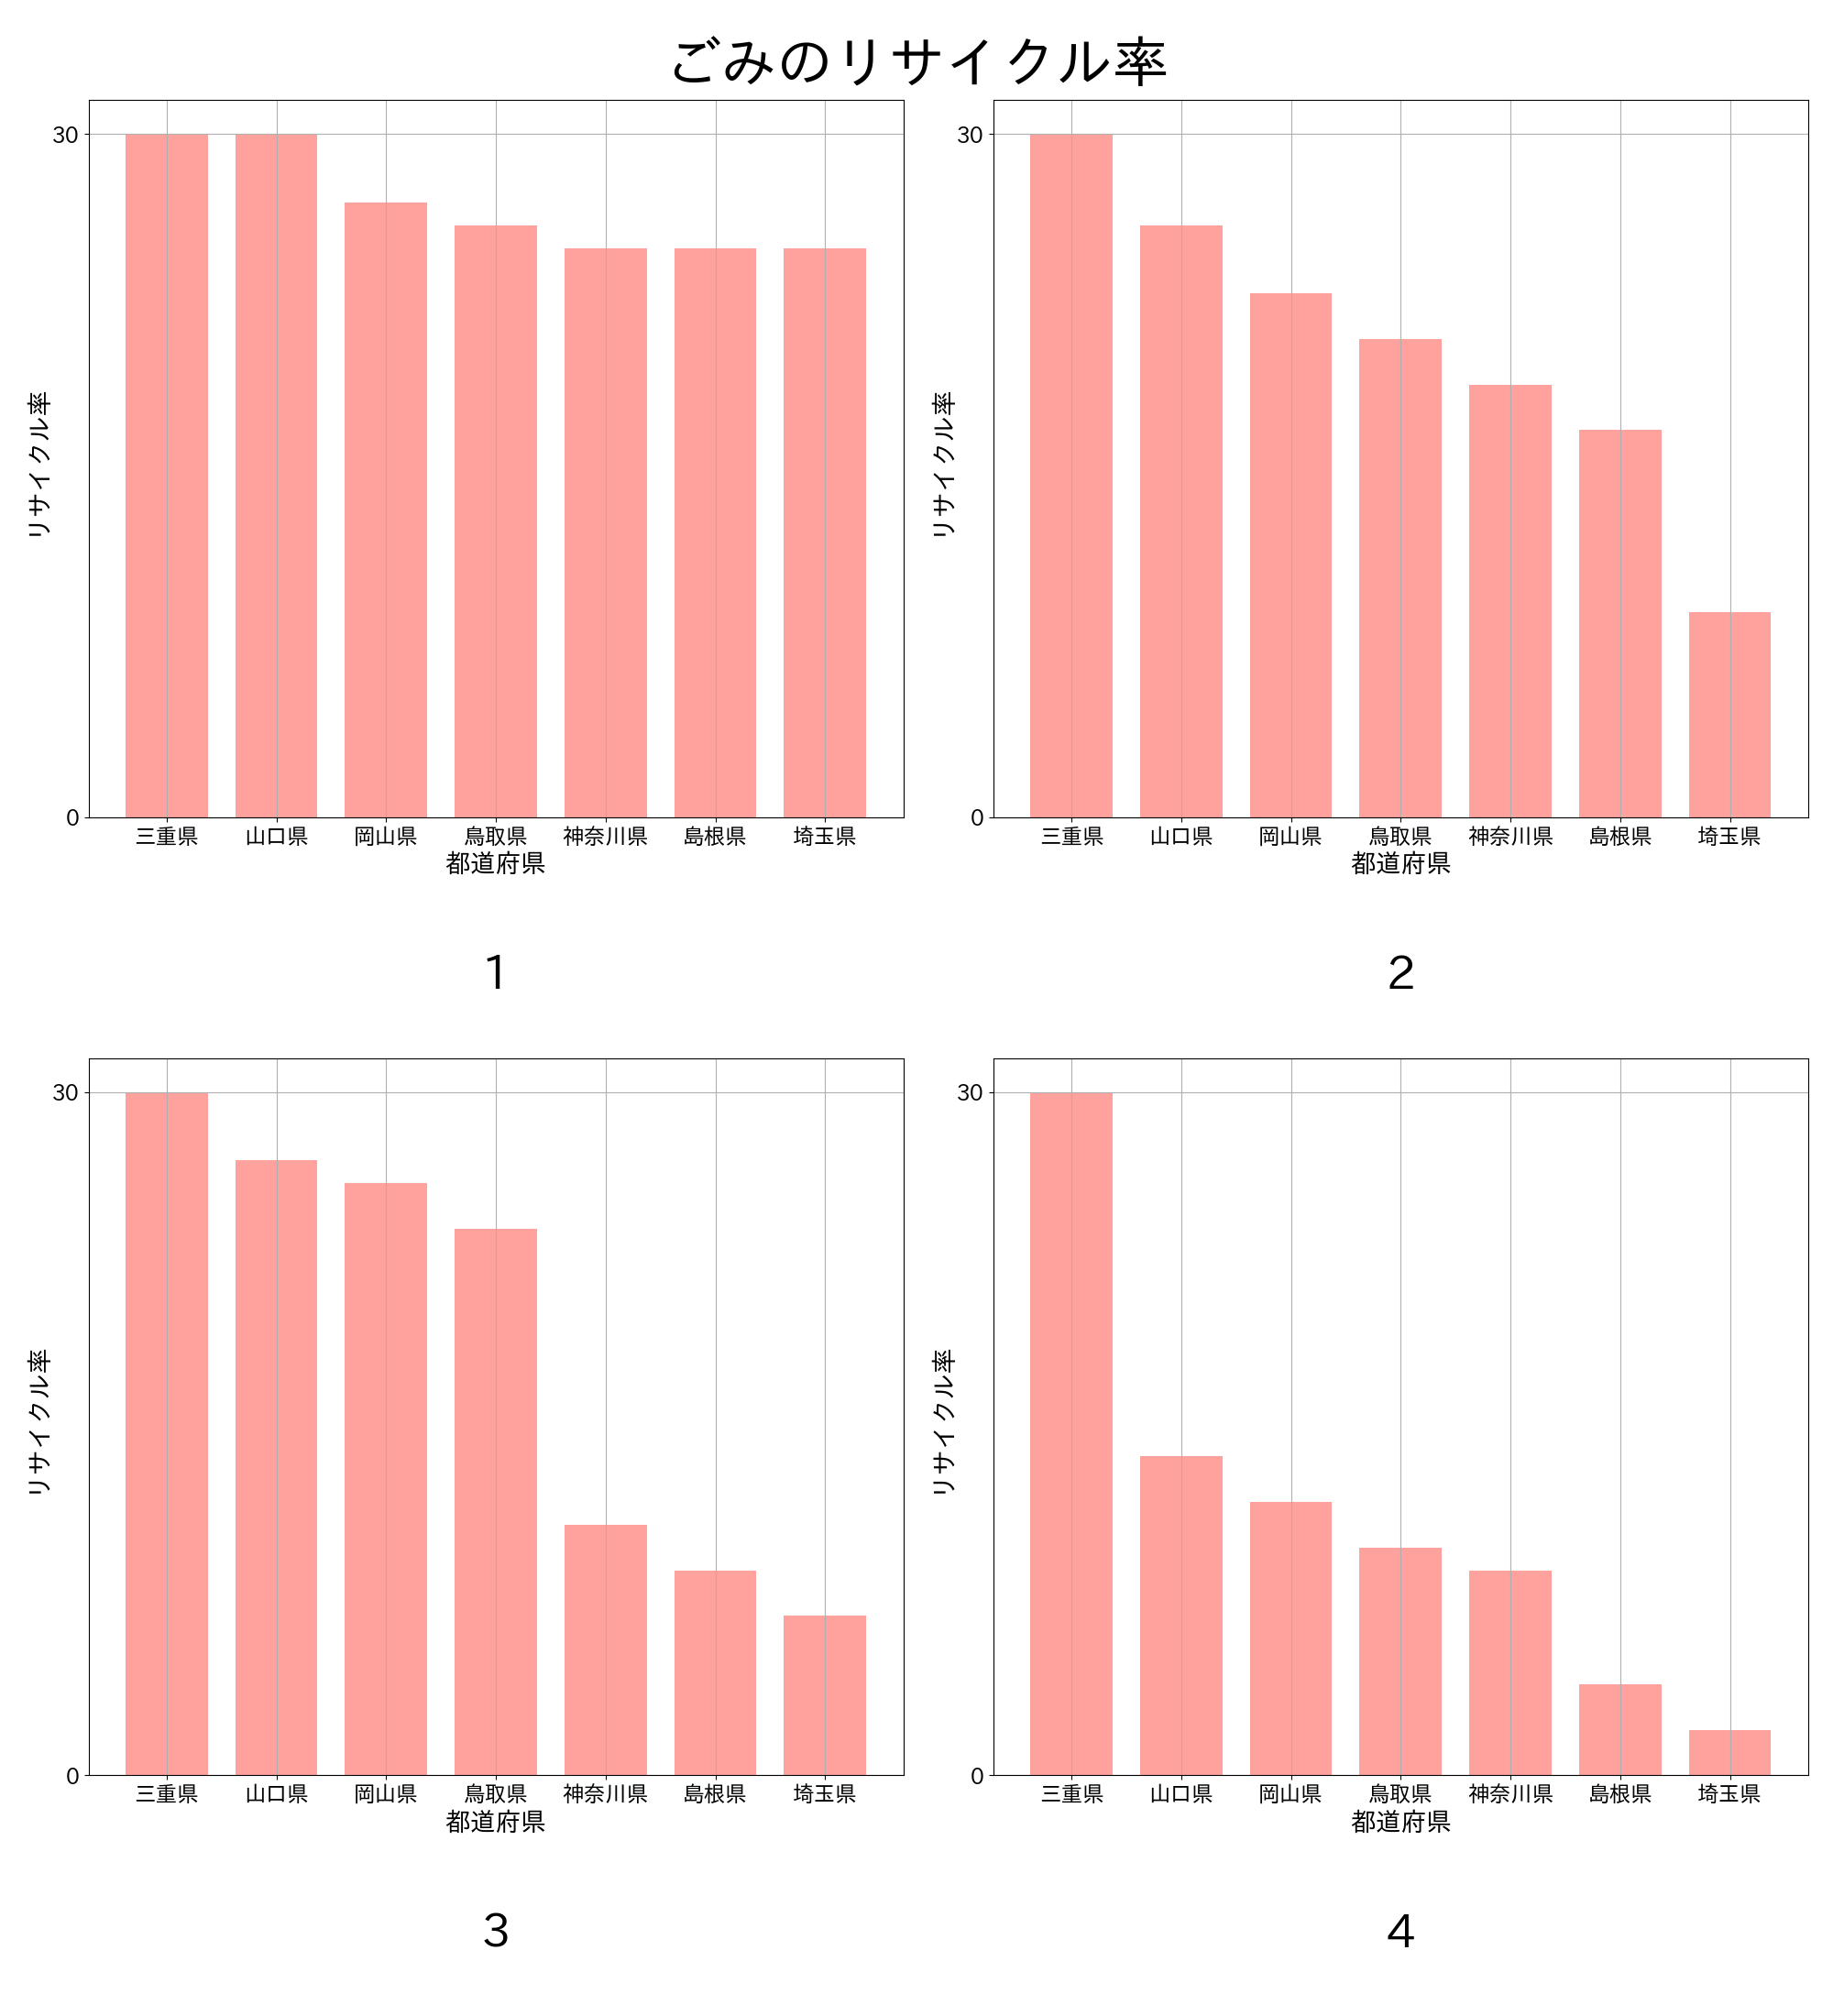 ごみのリサイクル率
30
0
リサイクル率
三重県 山口県 岡山県 鳥取県 神奈川県 島根県 埼玉県
都道府県
1
30
0
リサイクル率
三重県 山口県 岡山県 鳥取県 神奈川県 島根県 埼玉県
都道府県
2
30
0
リサイクル率
三重県 山口県 岡山県 鳥取県 神奈川県 島根県 埼玉県
都道府県
3
30
0
リサイクル率
三重県 山口県 岡山県 鳥取県 神奈川県 島根県 埼玉県
都道府県
4